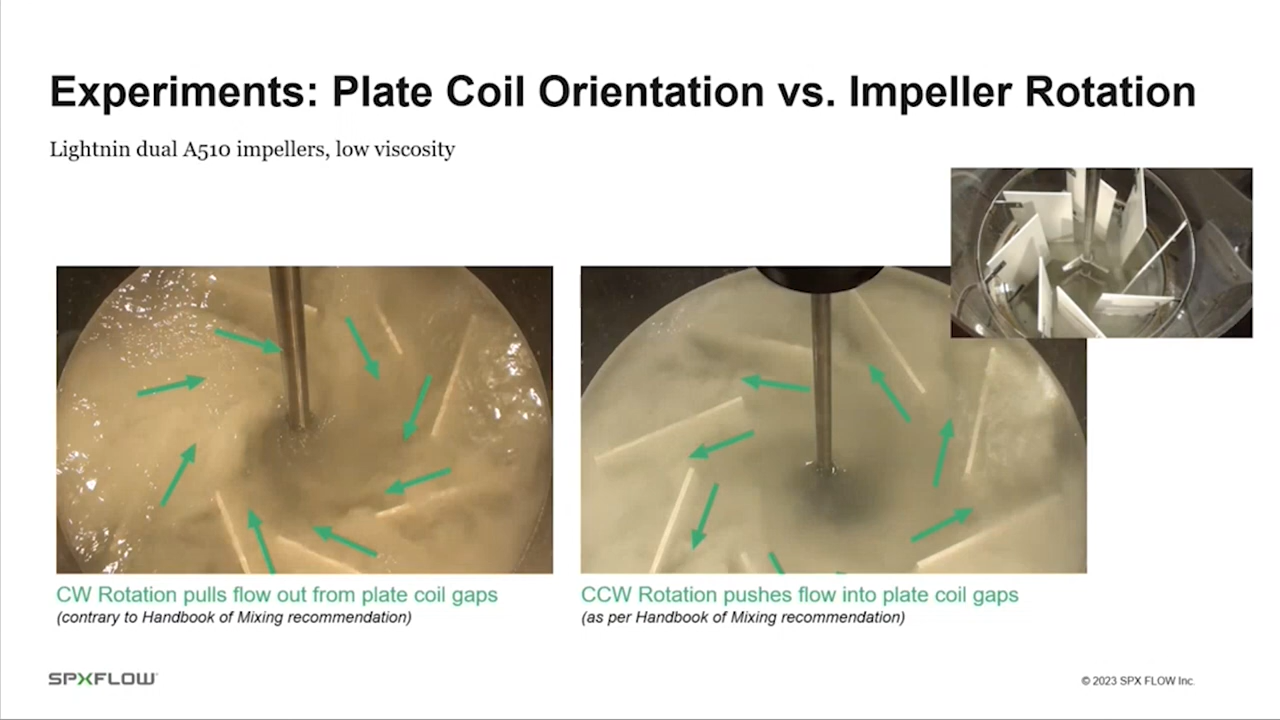 Experiments: Plate Coil Orientation vs. Impeller Rotation
Lightnin dual A510 impellers, low viscosity
CW Rotation pulls flow out from plate coil gaps
(contrary to Handbook of Mixing recommendation)
CCW Rotation pushes flow into plate coil gaps
(as per Handbook of Mixing recommendation)
SPXFLOW
© 2023 SPX FLOW Inc.